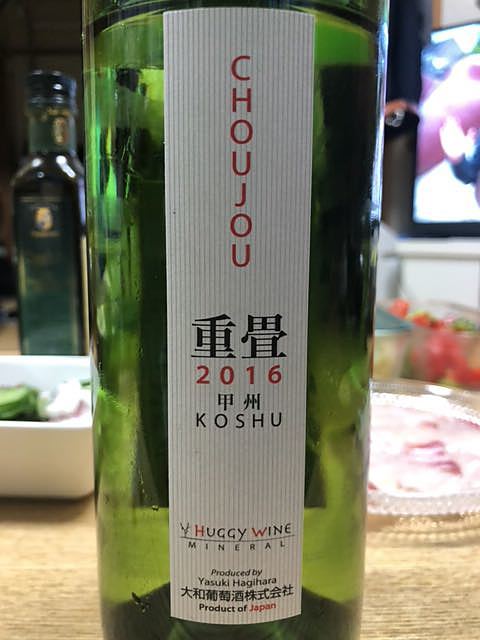 CHOUJOU
重畳
2016
甲州
KOSHU
HUGGY WINE
MINERAL
Produced by
Yasuki Hagihara
大和葡萄酒株式会社
Product of Japan